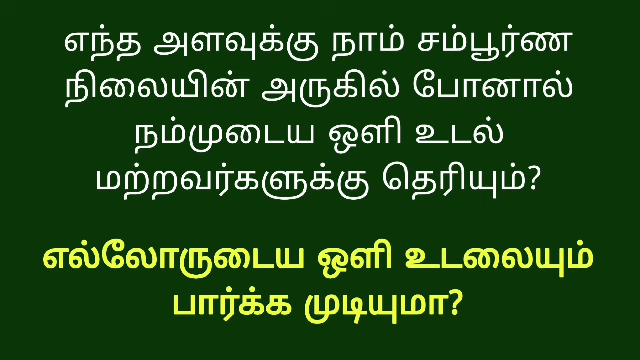 எந்த அளவுக்கு நாம் சம்பூர்ண
நிலையின் அருகில் போனால்
நம்முடைய ஒளி உடல்
மற்றவர்களுக்கு தெரியும்?
எல்லோருடைய ஒளி உடலையும்
பார்க்க முடியுமா?